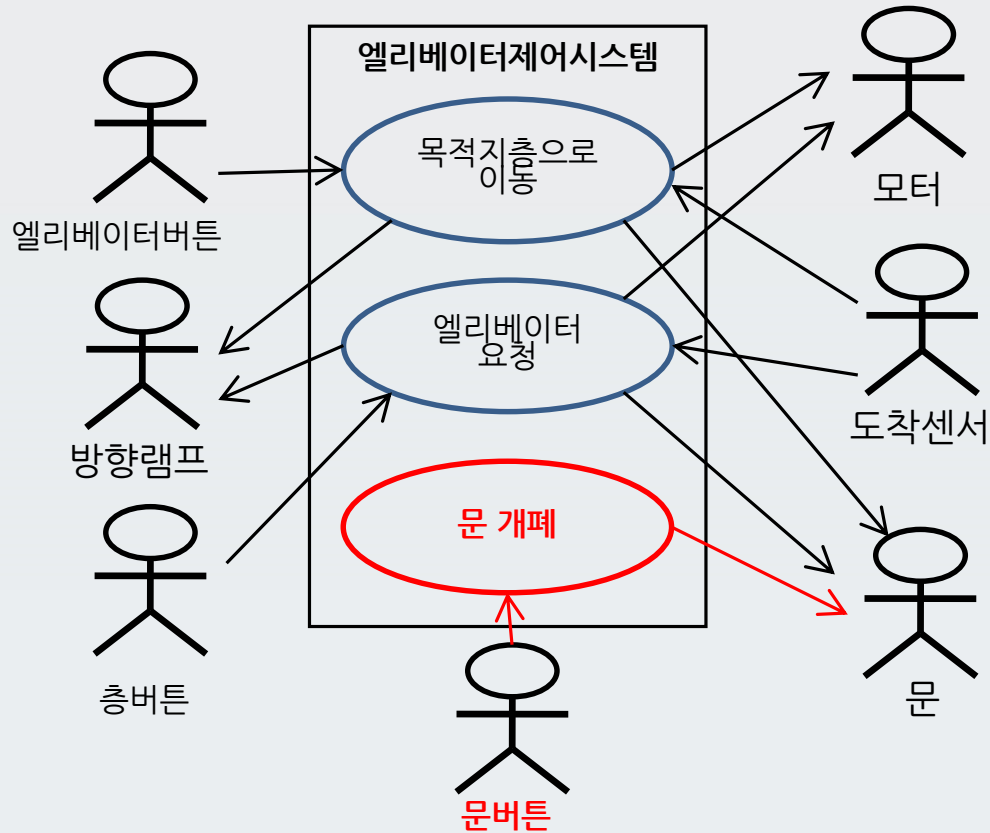 엘리베이터제어시스템
목적지층으로
이동
엘리베이터버튼
모터
엘리베이터
요청
방향램프
도착센서
문 개폐
층버튼
문
문버튼